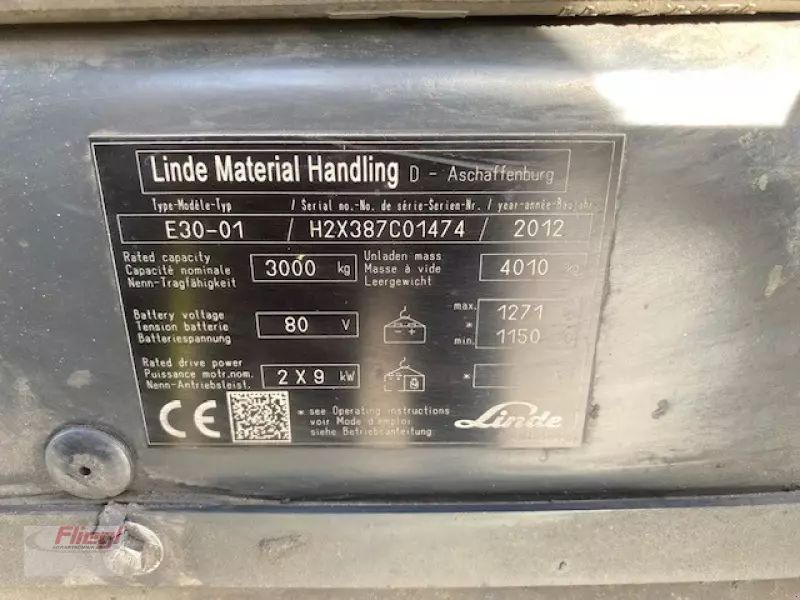 Linde Material Handling D - Aschaffenburg
Type-Modèle-Typ / Serial no.-No. de série-Serien-Nr. / year-année-Baujahr
E30-01 / H2X387C01474 / 2012
Rated capacity
Capacité nominale
Nenn-Tragfähigkeit
3000 kg
Unladen mass
Masse à vide
Leergewicht
4010 kg
Battery voltage
Tension batterie
Batteriespannung
80 V
- +
max. 1271
*
min. 1150
Rated drive power
Puissance motr.nom.
Nenn-Antriebsleist.
2 X 9 kW
*
CE
* see Operating instructions
voir Mode d'emploi
siehe Betriebsanleitung
Linde
Fliegl